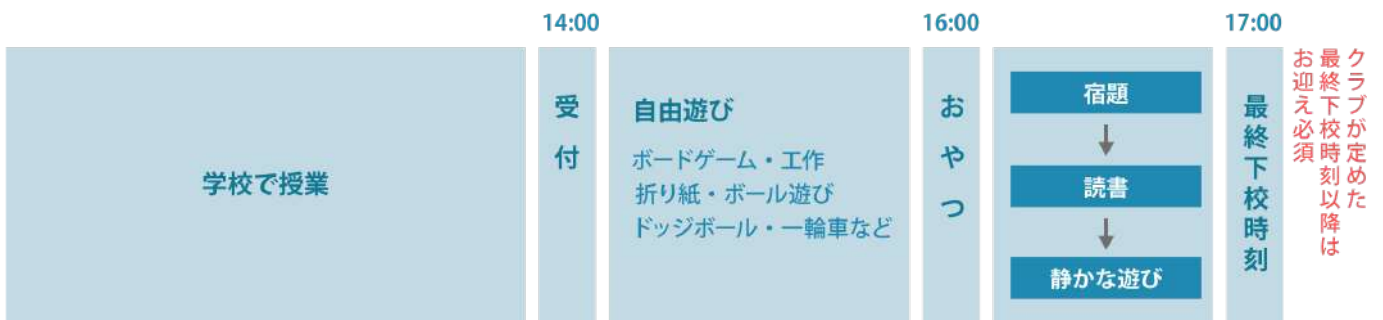 14:00
16:00
17:00
学校で授業
受付
自由遊び
ボードゲーム・工作
折り紙・ボール遊び
ドッジボール・一輪車など
おやつ
宿題
読書
静かな遊び
最終下校時刻
クラブが定めた
最終下校時刻以降は
お迎え必須